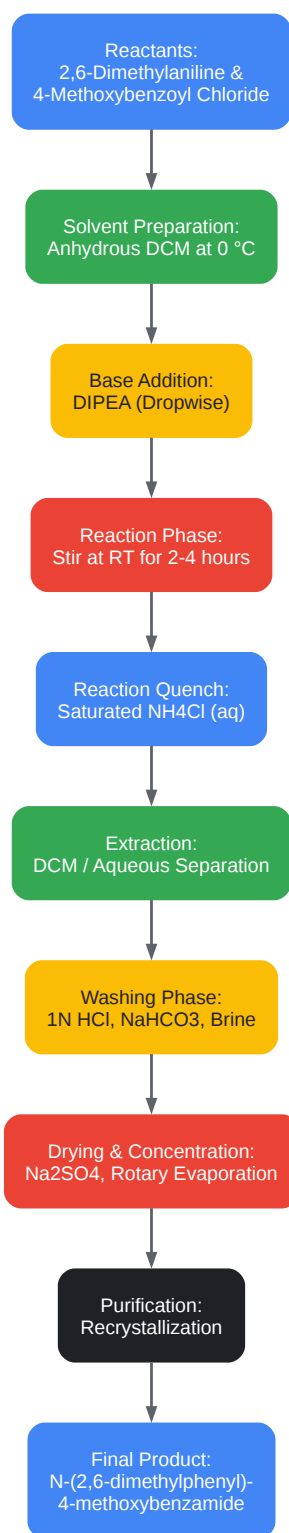 Reactants:
2,6-Dimethylaniline &
4-Methoxybenzoyl Chloride
Solvent Preparation:
Anhydrous DCM at 0 °C
Base Addition:
DIPEA (Dropwise)
Reaction Phase:
Stir at RT for 2-4 hours
Reaction Quench:
Saturated NH4Cl (aq)
Extraction:
DCM / Aqueous Separation
Washing Phase:
1N HCl, NaHCO3, Brine
Drying & Concentration:
Na2SO4, Rotary Evaporation
Purification:
Recrystallization
Final Product:
N-(2,6-dimethylphenyl)-
4-methoxybenzamide